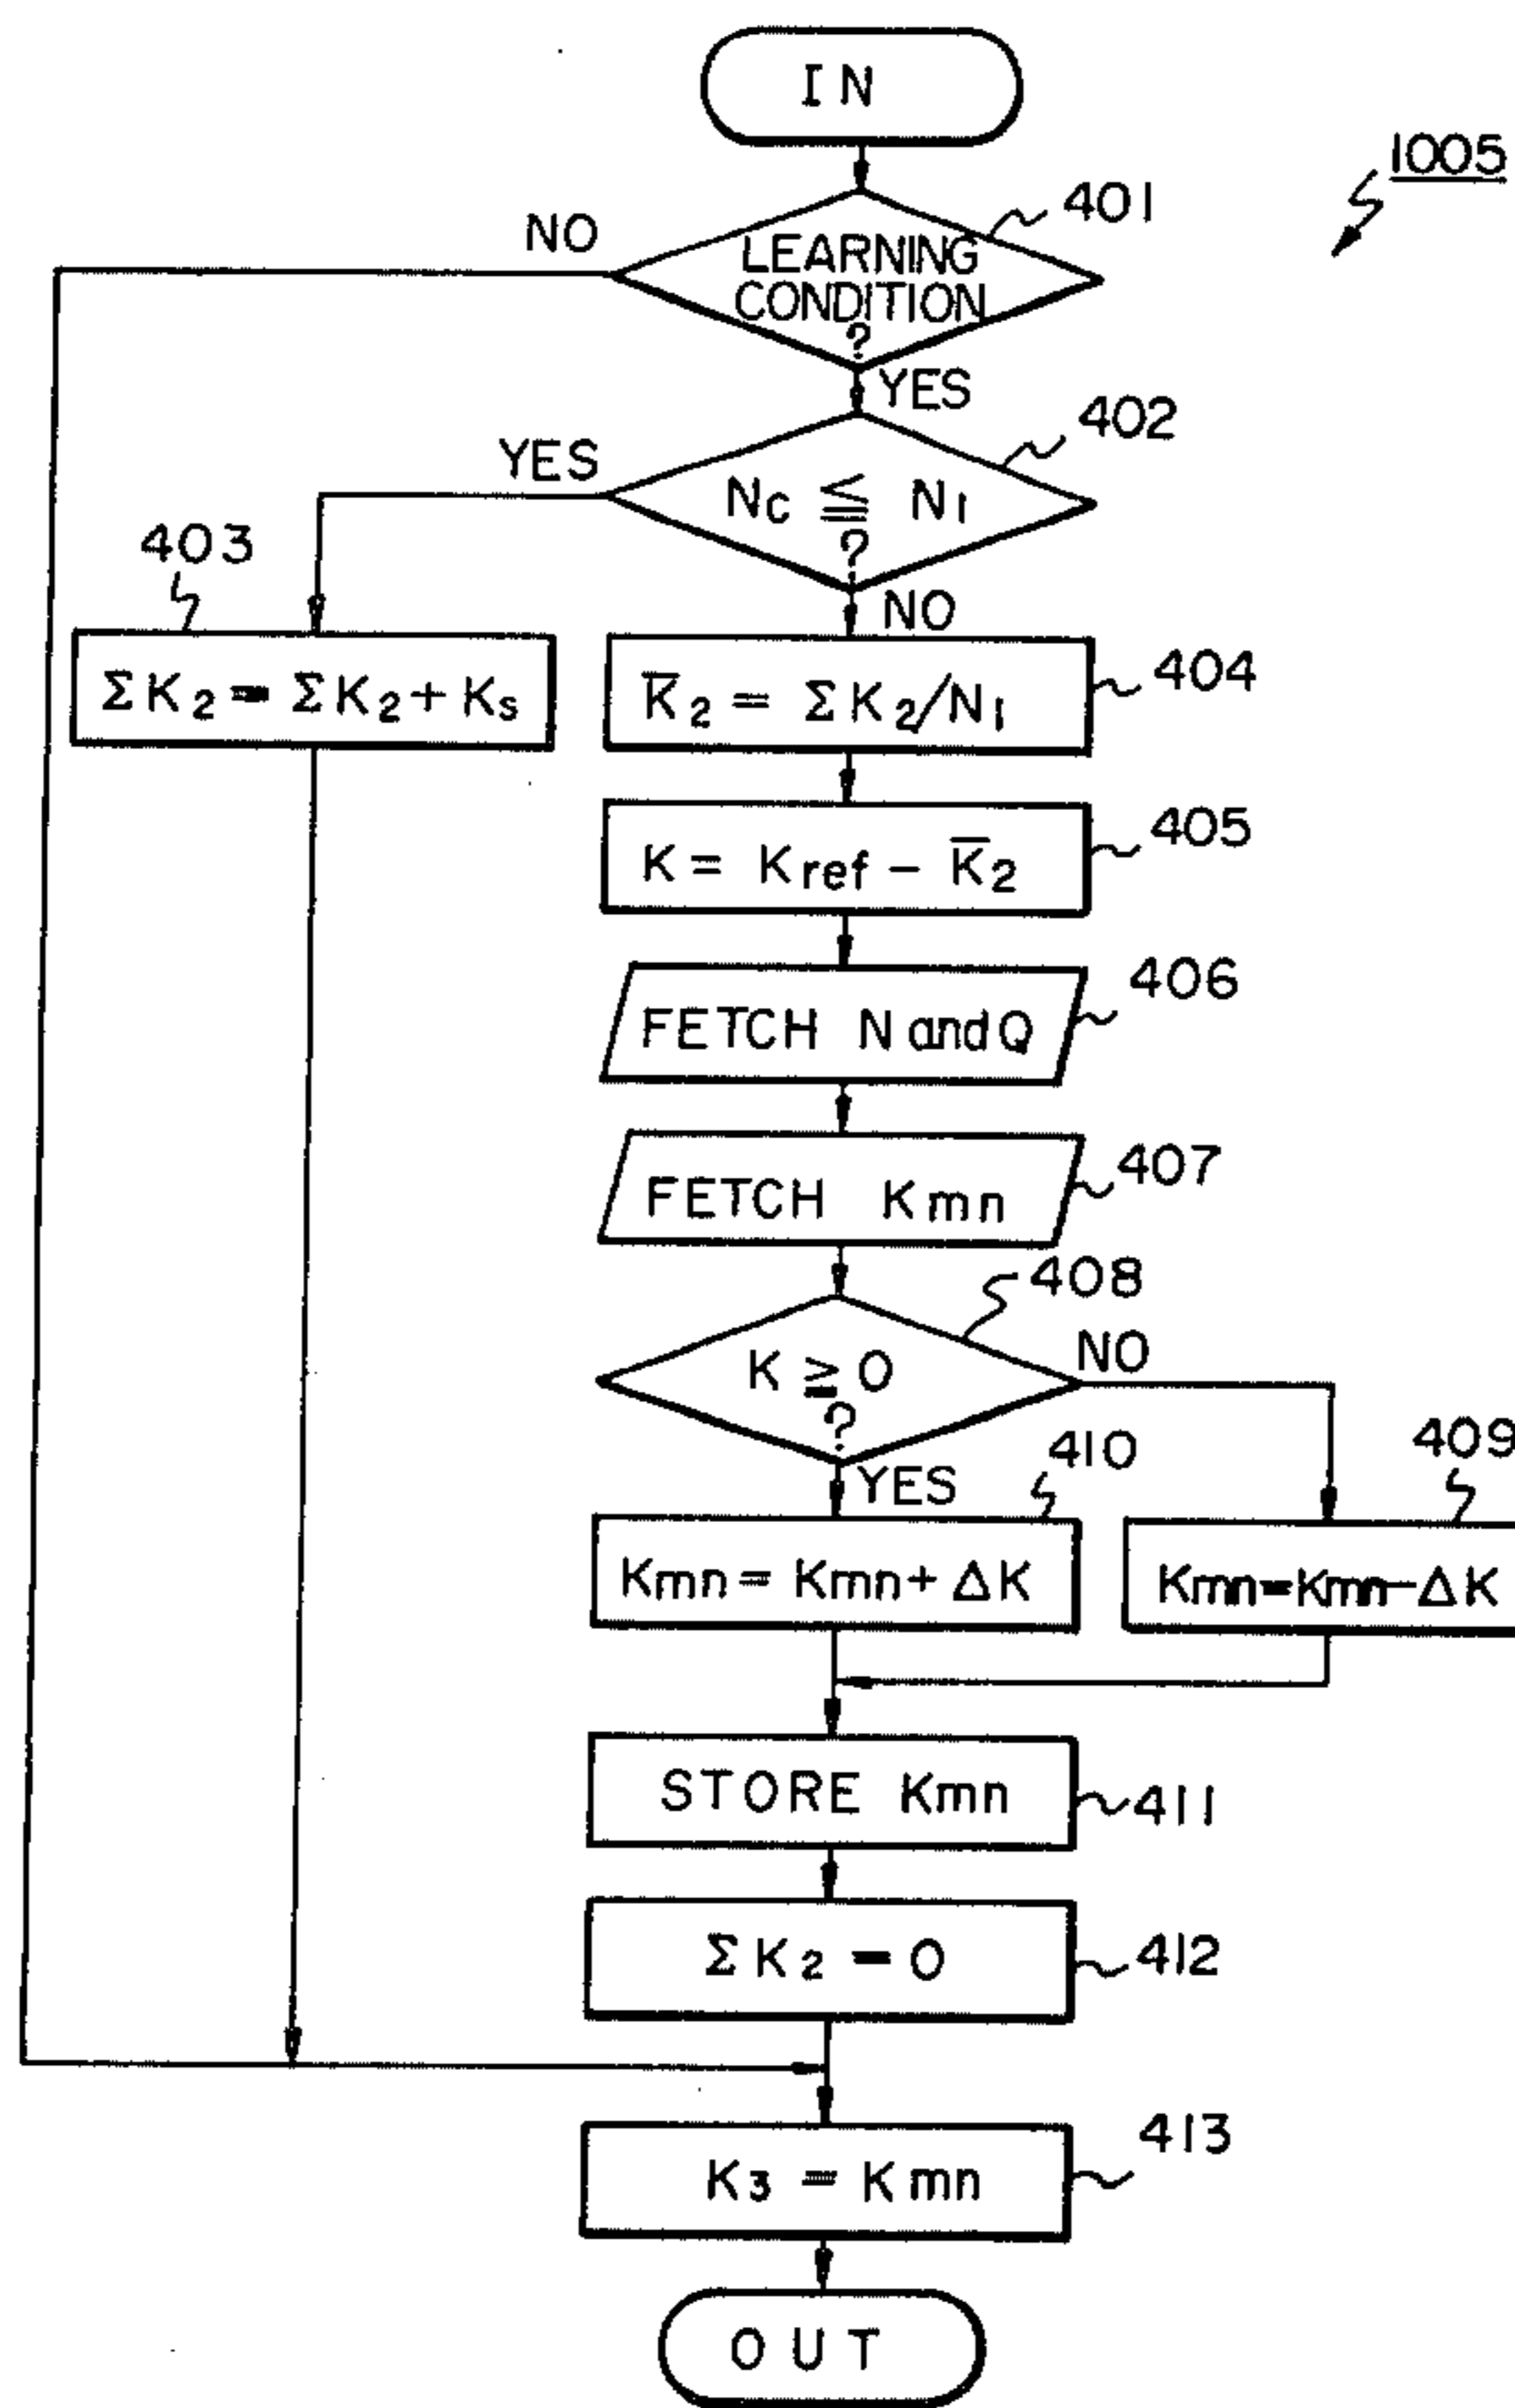 IN
1005
401
NO
LEARNING
CONDITION
?
YES
402
YES
Nc ≦ N1
?
NO
403
ΣK2 = ΣK2 + Ks
404
K̅2 = ΣK2/N1
405
K = Kref − K̅2
406
FETCH N and Q
407
FETCH Kmn
408
K ≧ 0
?
NO
YES
410
409
Kmn = Kmn + ΔK
Kmn = Kmn − ΔK
STORE Kmn
411
ΣK2 = 0
412
413
K3 = Kmn
OUT